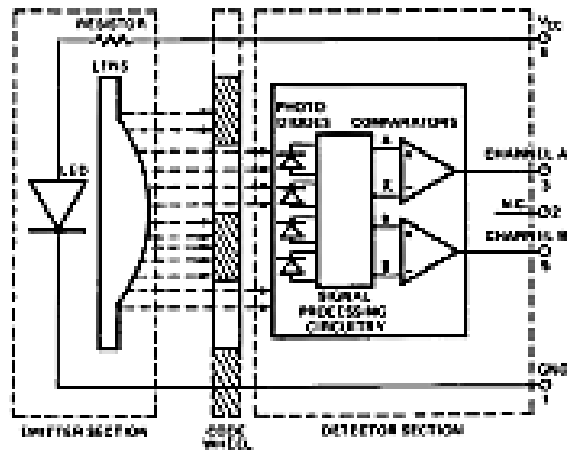 RESISTOR
LENS
LED
PHOTO
DIODES
COMPARATORS
VCC
CHANNEL A
3
N.C.
2
CHANNEL B
5
SIGNAL
PROCESSING
CIRCUITRY
GND
1
EMITTER SECTION
CODE
WHEEL
DETECTOR SECTION